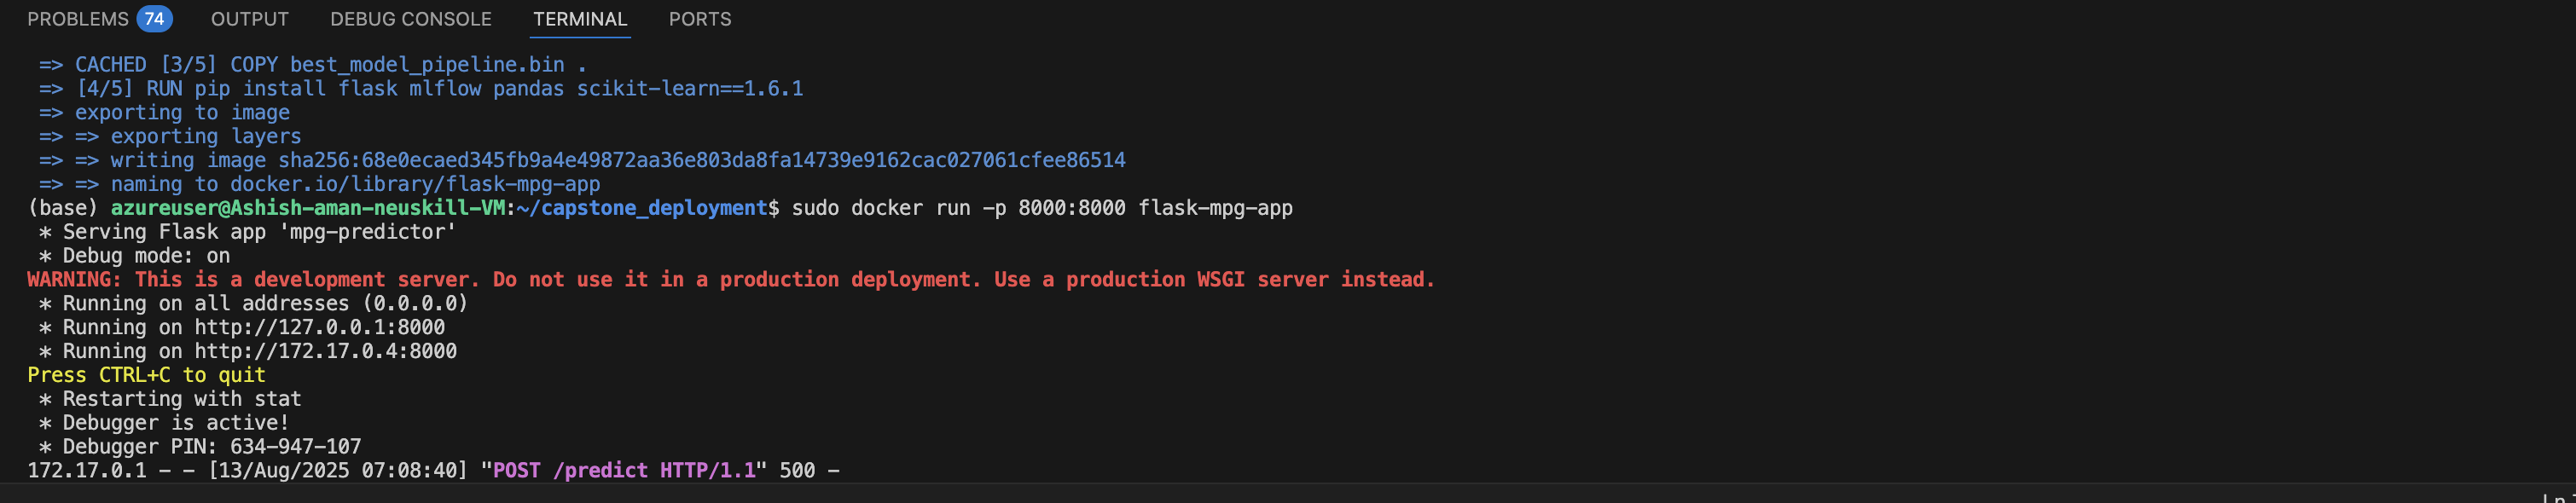 PROBLEMS 74 OUTPUT DEBUG CONSOLE TERMINAL PORTS
=> CACHED [3/5] COPY best_model_pipeline.bin .
=> [4/5] RUN pip install flask mlflow pandas scikit-learn==1.6.1
=> exporting to image
=> => exporting layers
=> => writing image sha256:68e0ecaed345fb9a4e49872aa36e803da8fa14739e9162cac027061cfee86514
=> => naming to docker.io/library/flask-mpg-app
(base) azureuser@Ashish-aman-neuskill-VM:~/capstone_deployment$ sudo docker run -p 8000:8000 flask-mpg-app
* Serving Flask app 'mpg-predictor'
* Debug mode: on
WARNING: This is a development server. Do not use it in a production deployment. Use a production WSGI server instead.
* Running on all addresses (0.0.0.0)
* Running on http://127.0.0.1:8000
* Running on http://172.17.0.4:8000
Press CTRL+C to quit
* Restarting with stat
* Debugger is active!
* Debugger PIN: 634-947-107
172.17.0.1 - - [13/Aug/2025 07:08:40] "POST /predict HTTP/1.1" 500 -